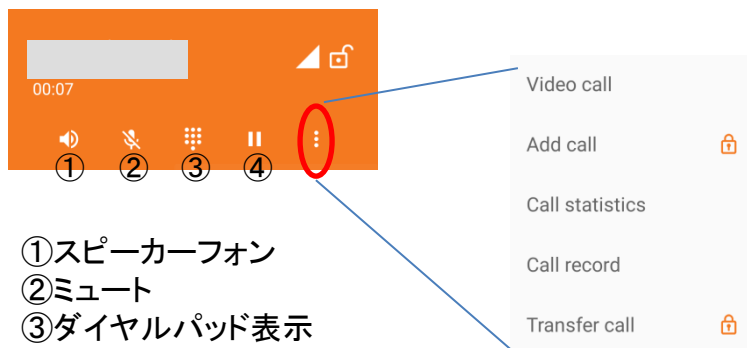 00:07
① ② ③ ④
①スピーカーフォン
②ミュート
③ダイヤルパッド表示
Video call
Add call
Call statistics
Call record
Transfer call